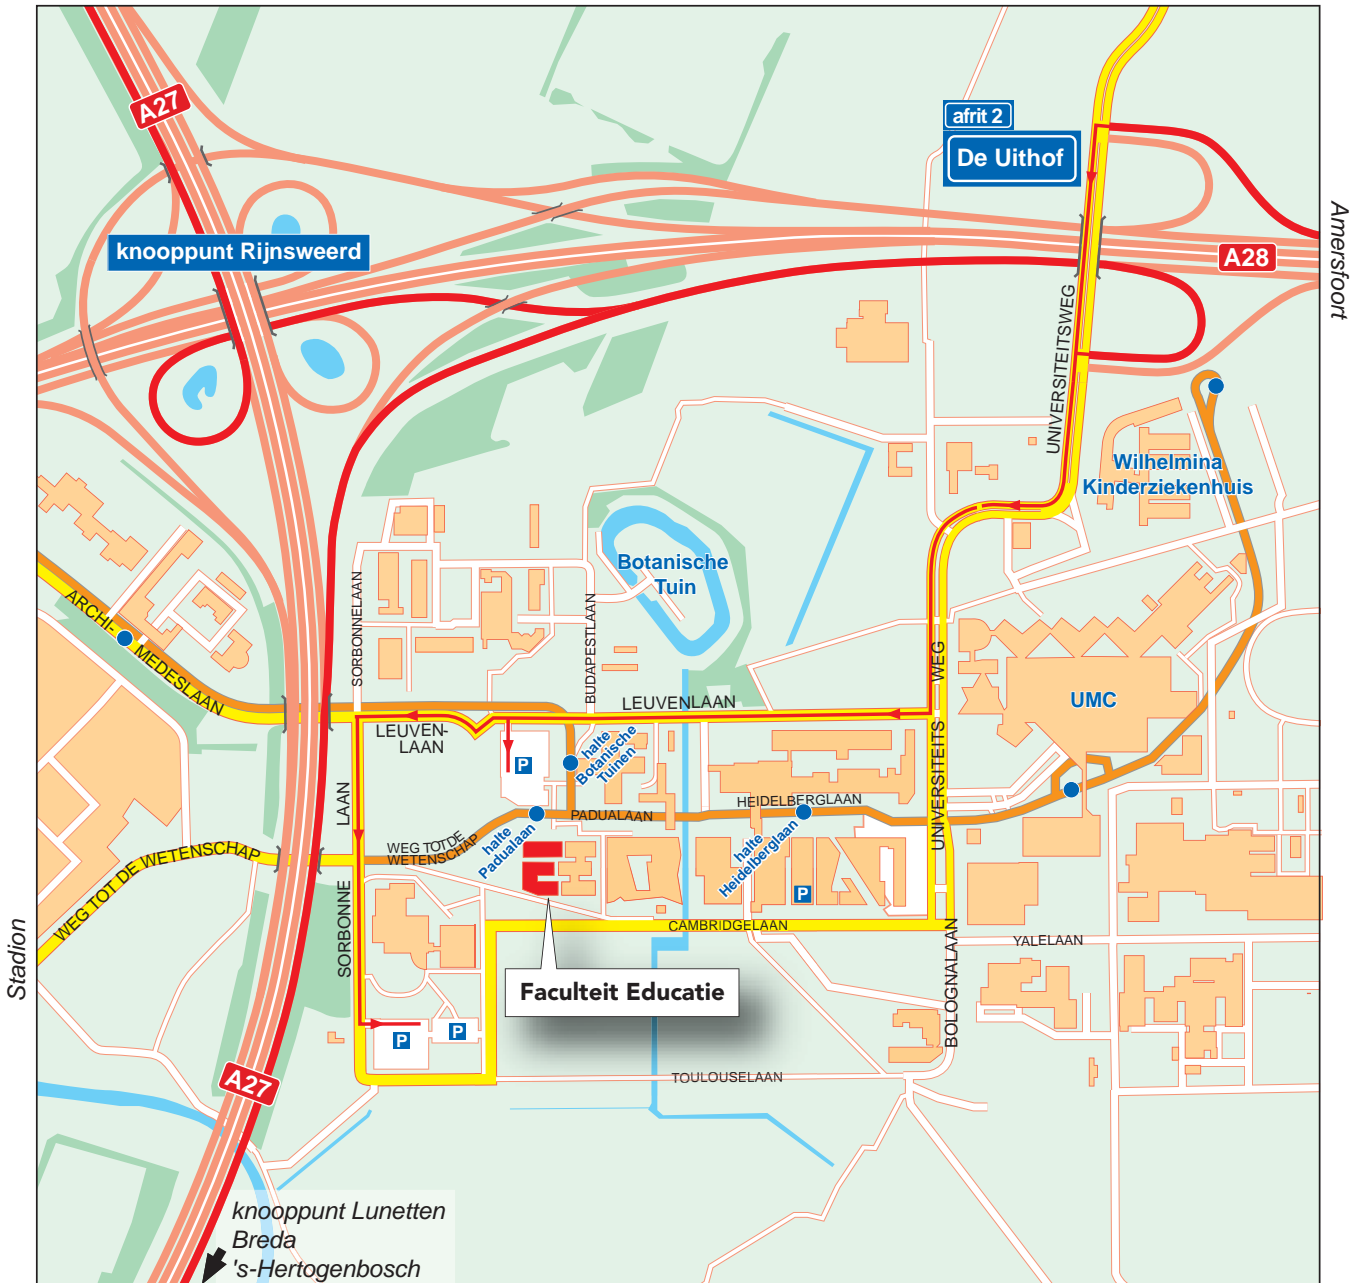 A27
afrit 2
De Uithof
knooppunt Rijnsweerd
A28
Amersfoort
UNIVERSITEITSWEG
Wilhelmina
Kinderziekenhuis
Botanische
Tuin
ARCHI-
MEDESLAAN
SORBONNELAAN
BUDAPESTLAAN
LEUVENLAAN
LEUVEN-
LAAN
UNIVERSITEITS WEG
UMC
P
halte
Botanische
Tuinen
SORBONNE LAAN
HEIDELBERGLAAN
PADUALAAN
WEG TOT DE
WETENSCHAP
halte
Padualaan
halte
Heidelberglaan
WEG TOT DE WETENSCHAP
P
CAMBRIDGELAAN
YALELAAN
BOLOGNALAAN
Stadion
Faculteit Educatie
P
P
TOULOUSELAAN
A27
knooppunt Lunetten
Breda
's-Hertogenbosch